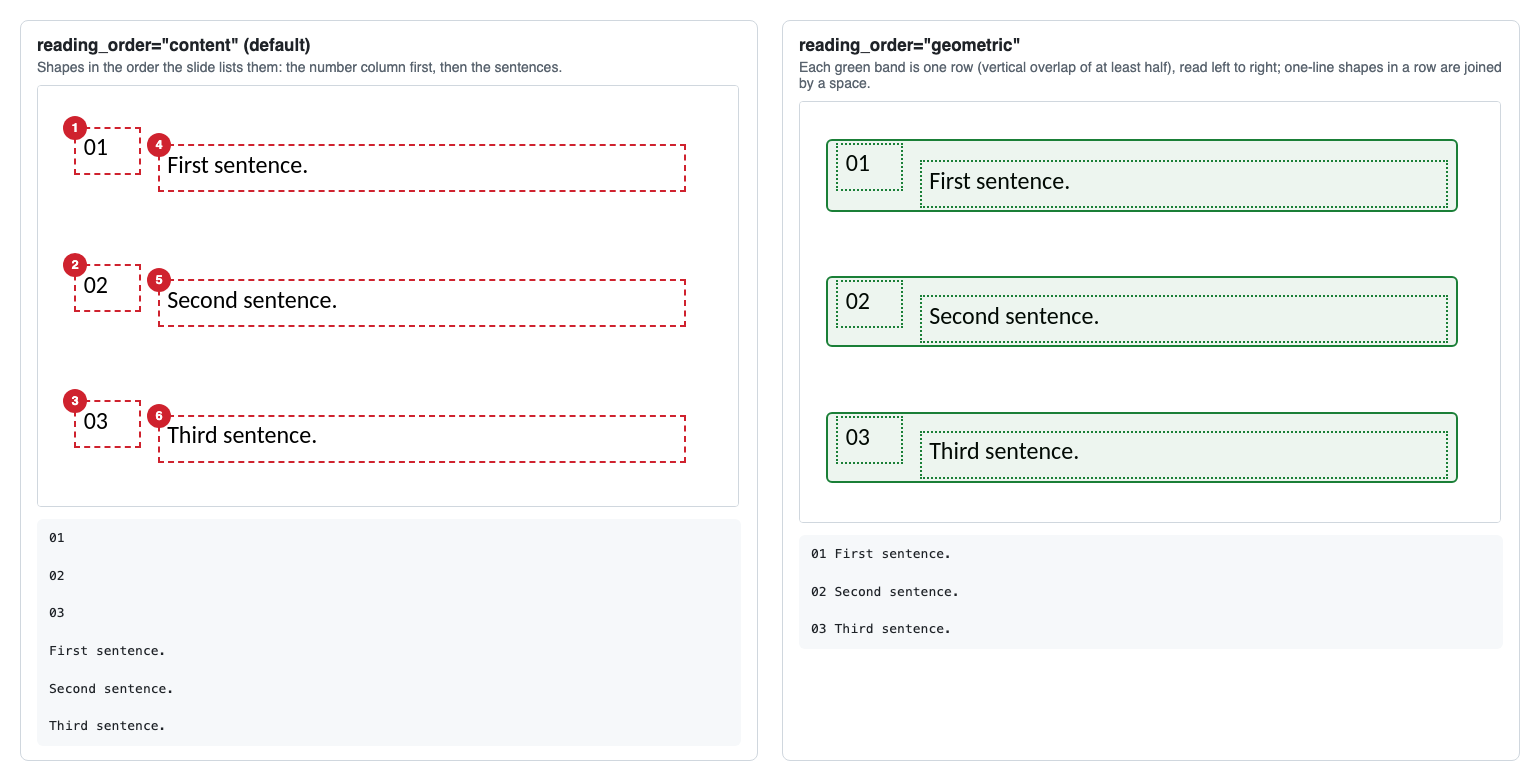 reading_order="content" (default)
Shapes in the order the slide lists them: the number column first, then the sentences.
1
01
4
First sentence.
2
02
5
Second sentence.
3
03
6
Third sentence.
01
02
03
First sentence.
Second sentence.
Third sentence.
reading_order="geometric"
Each green band is one row (vertical overlap of at least half), read left to right; one-line shapes in a row are joined
by a space.
01
First sentence.
02
Second sentence.
03
Third sentence.
01 First sentence.
02 Second sentence.
03 Third sentence.